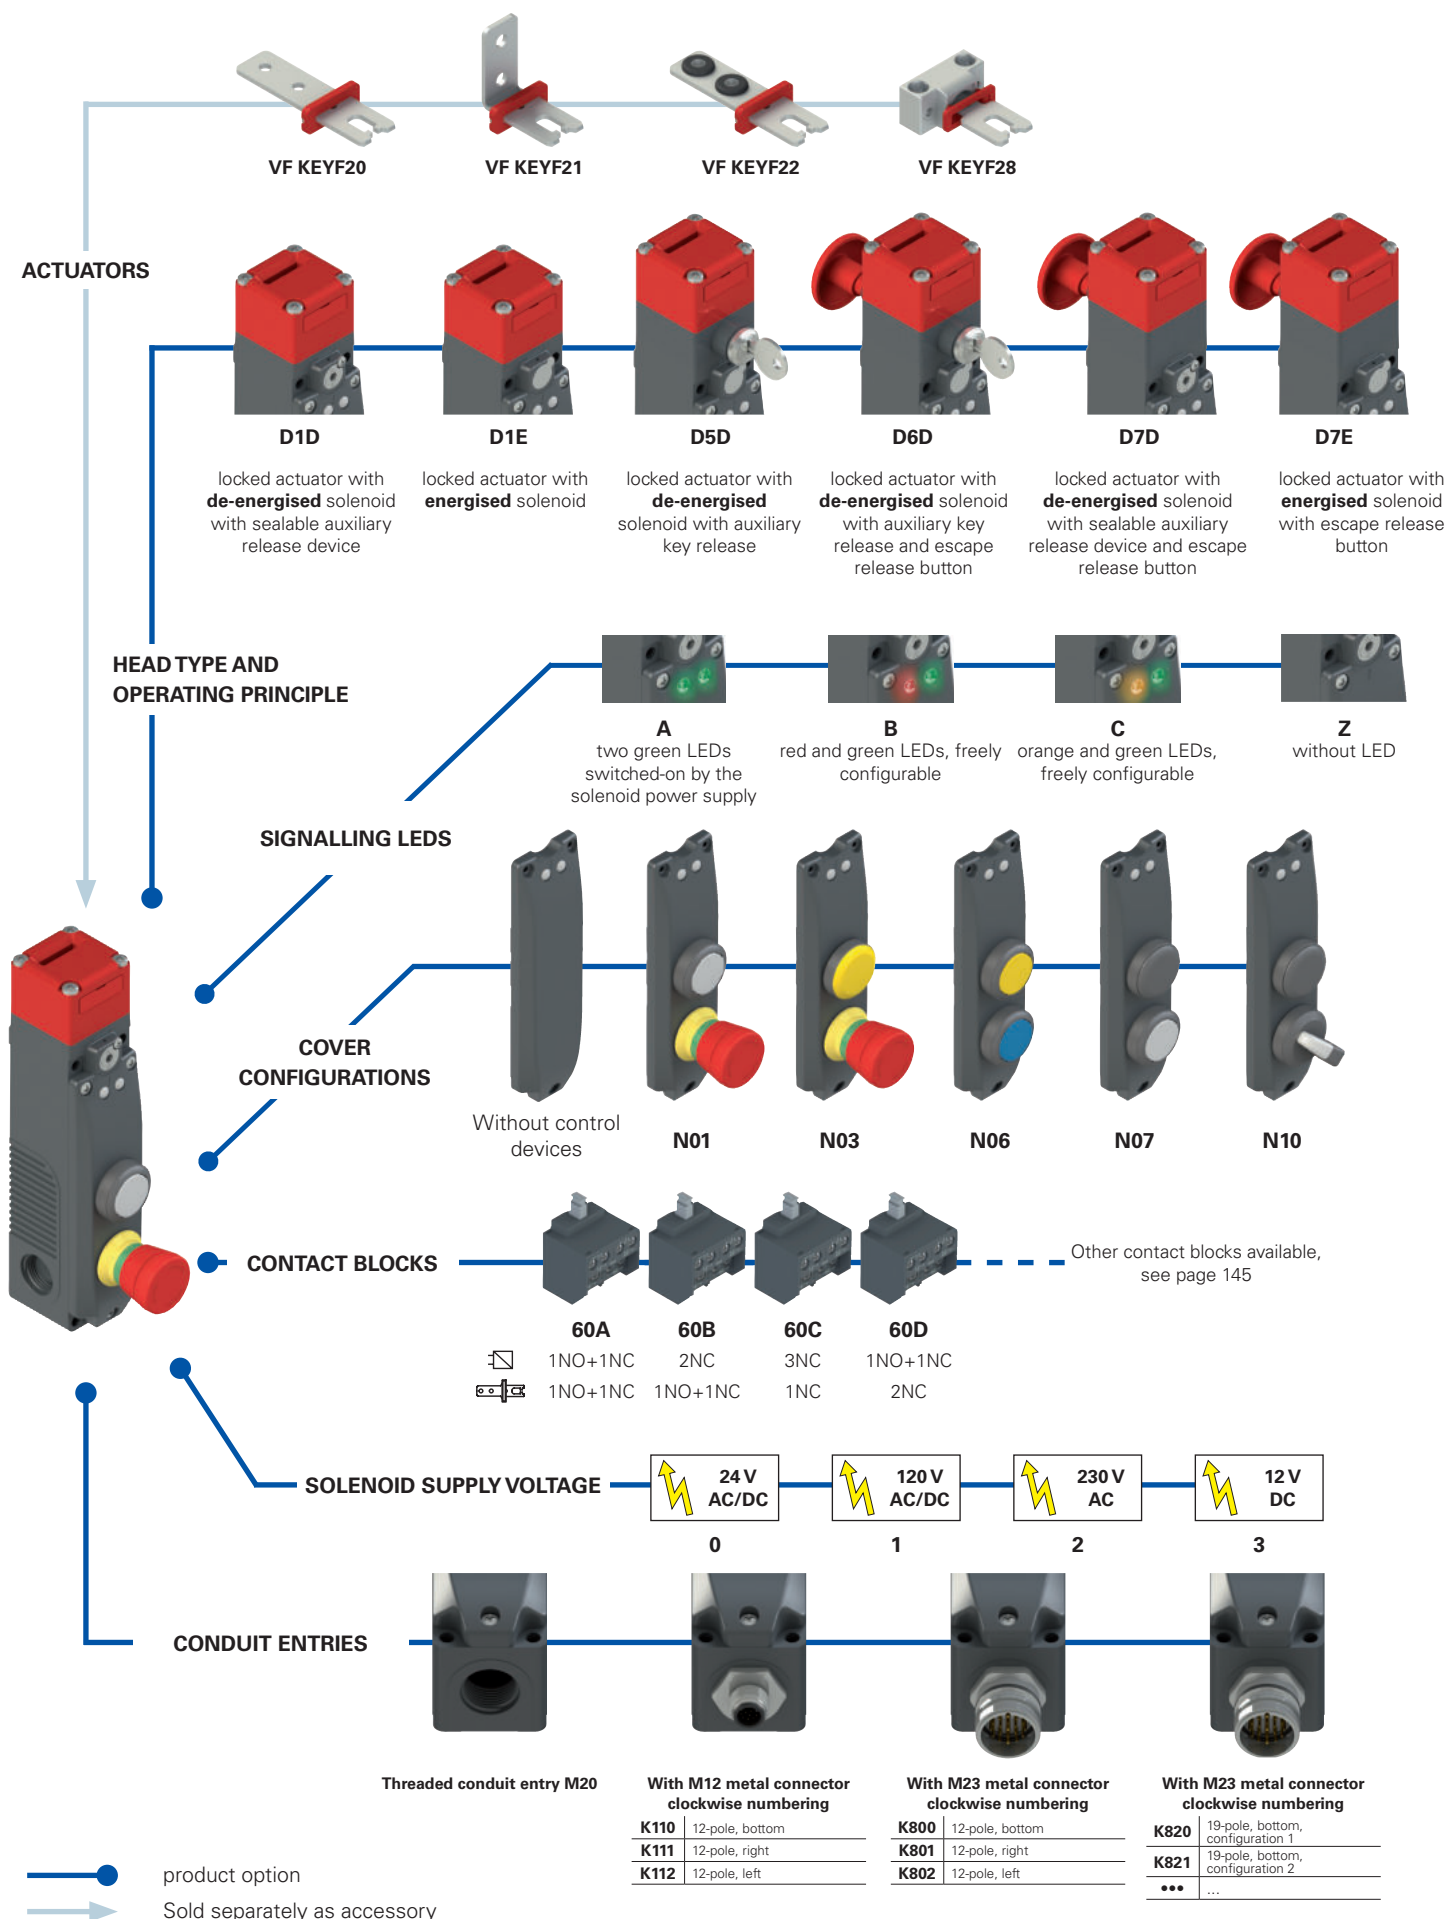 VF KEYF20
VF KEYF21
VF KEYF22
VF KEYF28
ACTUATORS
D1D
locked actuator with
de-energised solenoid
with sealable auxiliary
release device
D1E
locked actuator with
energised solenoid
D5D
locked actuator with
de-energised
solenoid with auxiliary
key release
D6D
locked actuator with
de-energised solenoid
with auxiliary key
release and escape
release button
D7D
locked actuator with
de-energised solenoid
with sealable auxiliary
release device and escape
release button
D7E
locked actuator with
energised solenoid
with escape release
button
HEAD TYPE AND
OPERATING PRINCIPLE
A
two green LEDs
switched-on by the
solenoid power supply
B
red and green LEDs, freely
configurable
C
orange and green LEDs,
freely configurable
Z
without LED
SIGNALLING LEDS
COVER
CONFIGURATIONS
Without control
devices
N01
N03
N06
N07
N10
CONTACT BLOCKS
Other contact blocks available,
see page 145
60A 60B 60C 60D
1NO+1NC 2NC 3NC 1NO+1NC
1NO+1NC 1NO+1NC 1NC 2NC
SOLENOID SUPPLY VOLTAGE
24 V
AC/DC
0
120 V
AC/DC
1
230 V
AC
2
12 V
DC
3
CONDUIT ENTRIES
Threaded conduit entry M20
With M12 metal connector
clockwise numbering
K110 12-pole, bottom
K111 12-pole, right
K112 12-pole, left
With M23 metal connector
clockwise numbering
K800 12-pole, bottom
K801 12-pole, right
K802 12-pole, left
With M23 metal connector
clockwise numbering
K820 19-pole, bottom,
configuration 1
K821 19-pole, bottom,
configuration 2
••• ...
product option
Sold separately as accessory